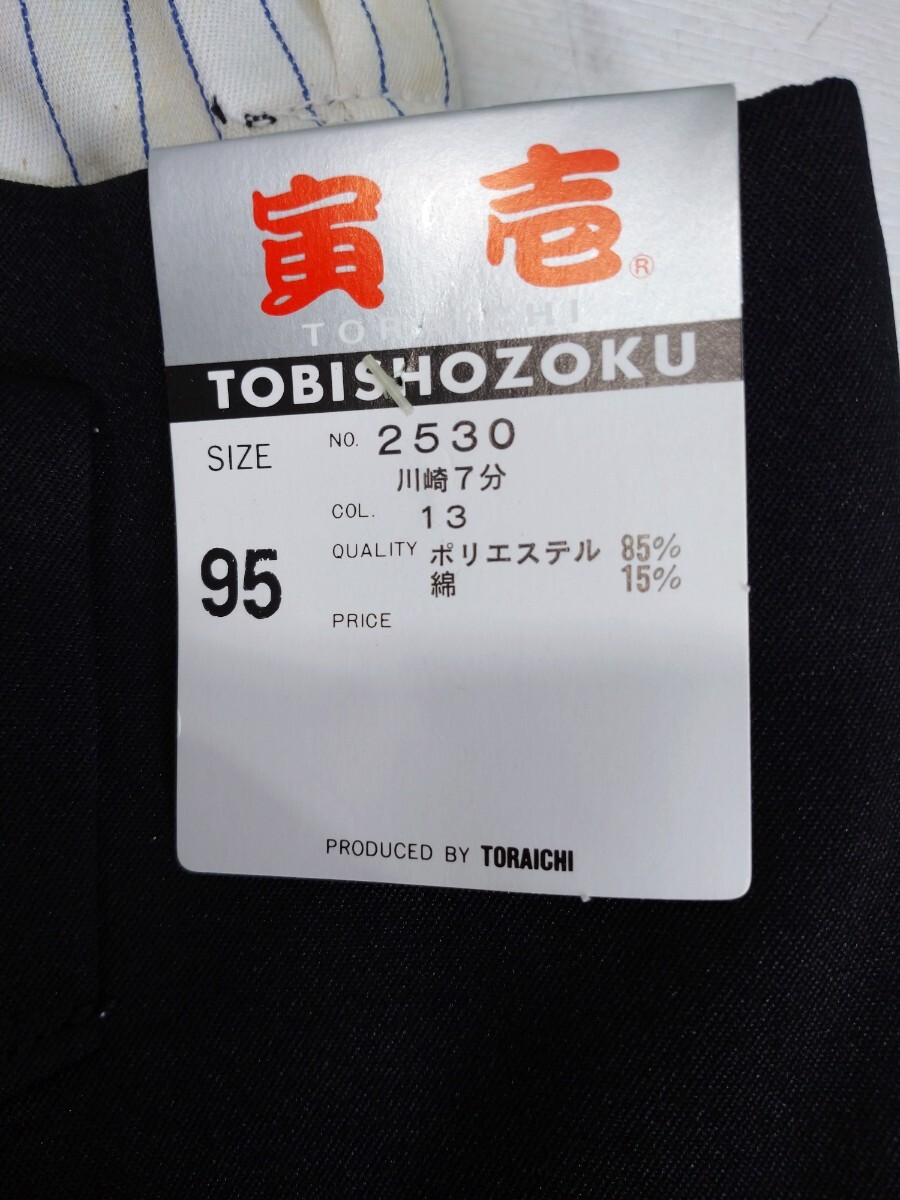 寅壱®
TORAICHI
TOBISHOZOKU
SIZE
95
NO. 2530
川崎7分
COL. 13
QUALITY ポリエステル 85%
綿 15%
PRICE
PRODUCED BY TORAICHI